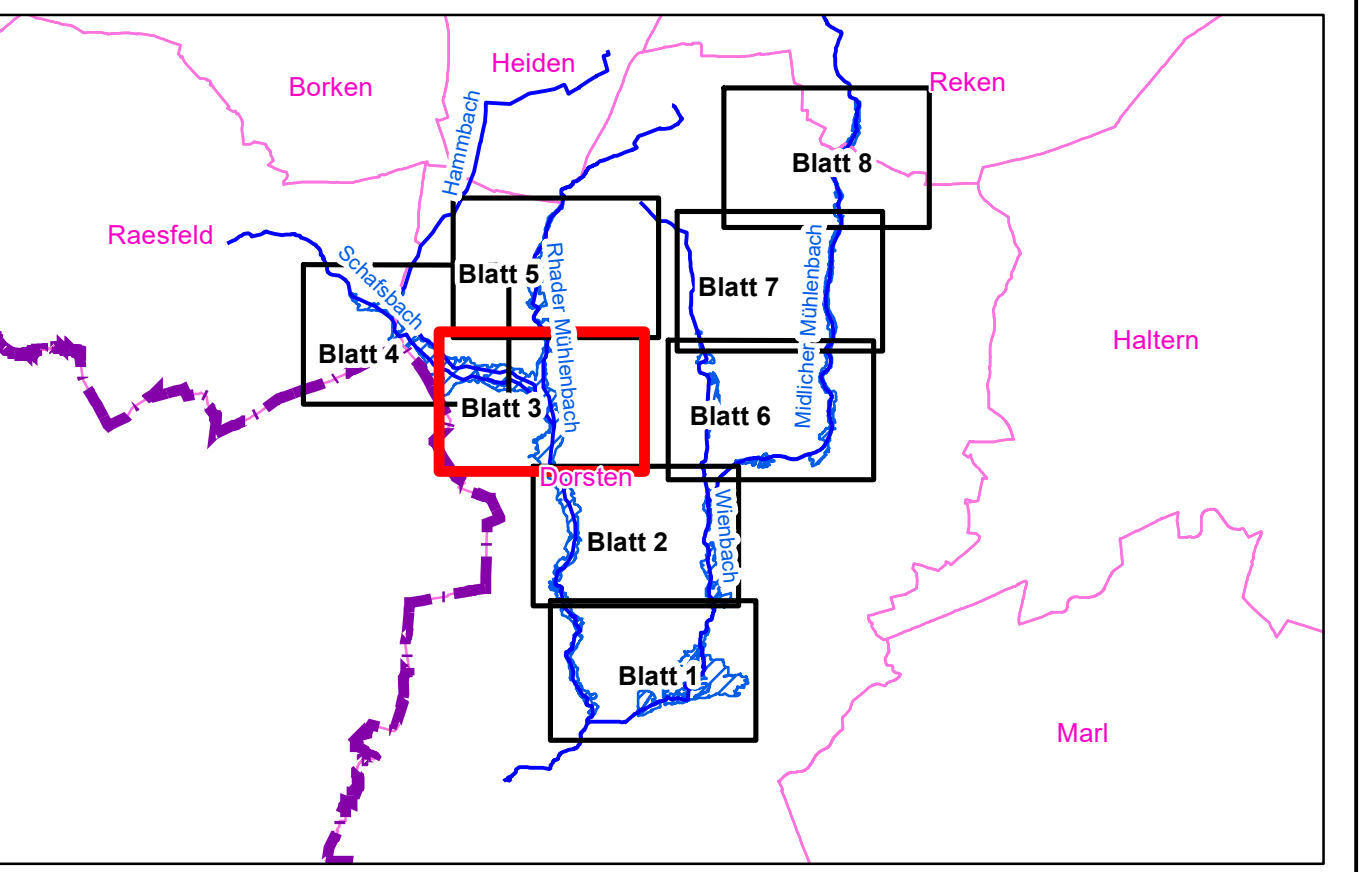 Heiden
Borken
Reken
Hammbach
Blatt 8
Raesfeld
Schafsbach
Blatt 5
Rhader Mühlenbach
Blatt 7
Midlicher Mühlenbach
Haltern
Blatt 4
Blatt 3
Blatt 6
Dorsten
Wienbach
Blatt 2
Blatt 1
Marl